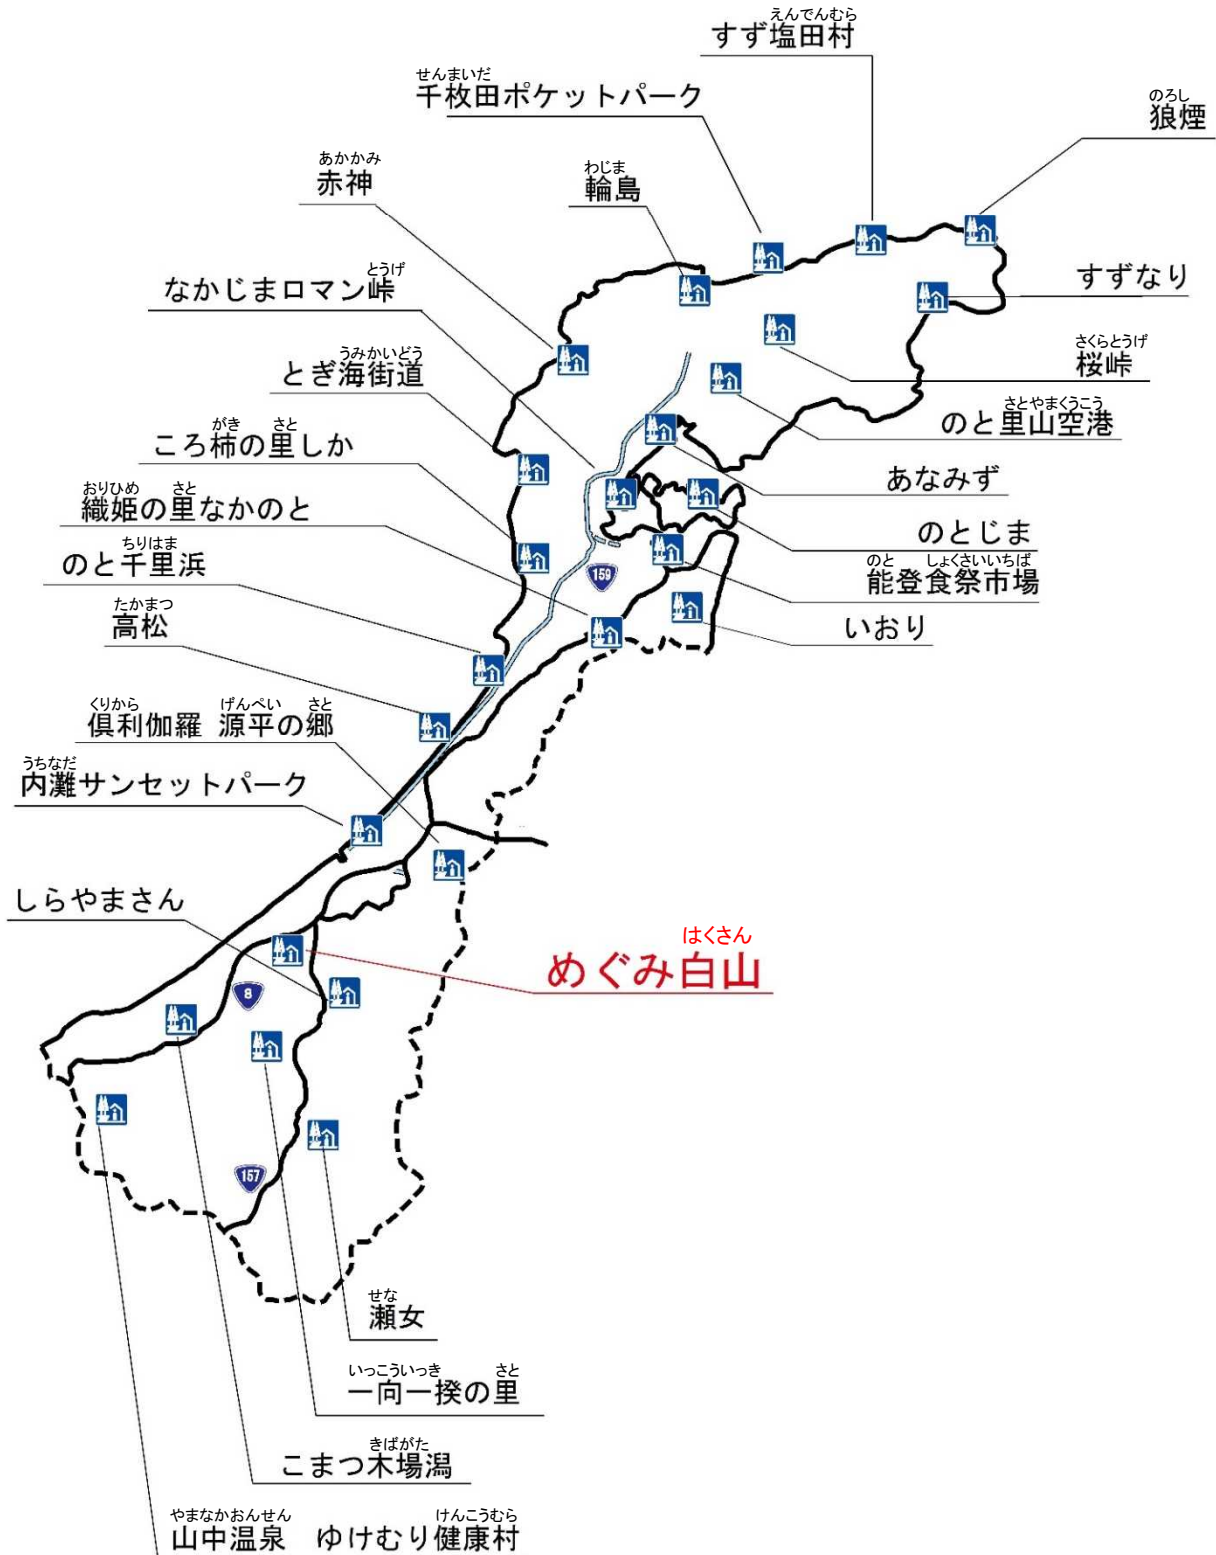 えんでんむら
すず塩田村
せんまいだ
千枚田ポケットパーク
のろし
狼煙
あかかみ
赤神
わじま
輪島
とうげ
なかじまロマン峠
すずなり
うみかいどう
とぎ海街道
さくらとうげ
桜峠
さとやまくうこう
のと里山空港
がき さと
ころ柿の里しか
あなみず
おりひめ さと
織姫の里なかのと
のとじま
ちりはま
のと千里浜
のと しょくさいいちば
能登食祭市場
159
たかまつ
高松
いおり
くりから げんぺい さと
倶利伽羅 源平の郷
うちなだ
内灘サンセットパーク
しらやまさん
はくさん
めぐみ白山
8
157
せな
瀬女
いっこういっき さと
一向一揆の里
きばがた
こまつ木場潟
やまなかおんせん けんこうむら
山中温泉 ゆけむり健康村